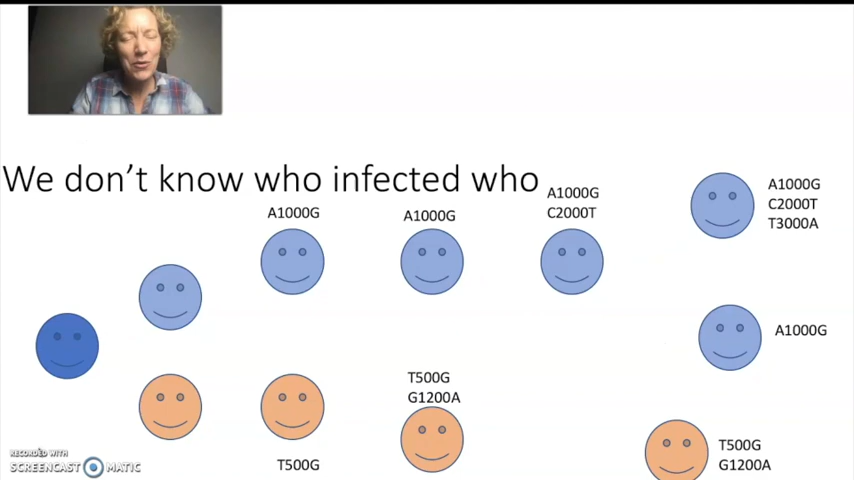 We don't know who infected who
A1000G
A1000G
A1000G
C2000T
A1000G
C2000T
T3000A
A1000G
T500G
T500G
G1200A
T500G
G1200A
RECORDED WITH
SCREENCAST MATIC